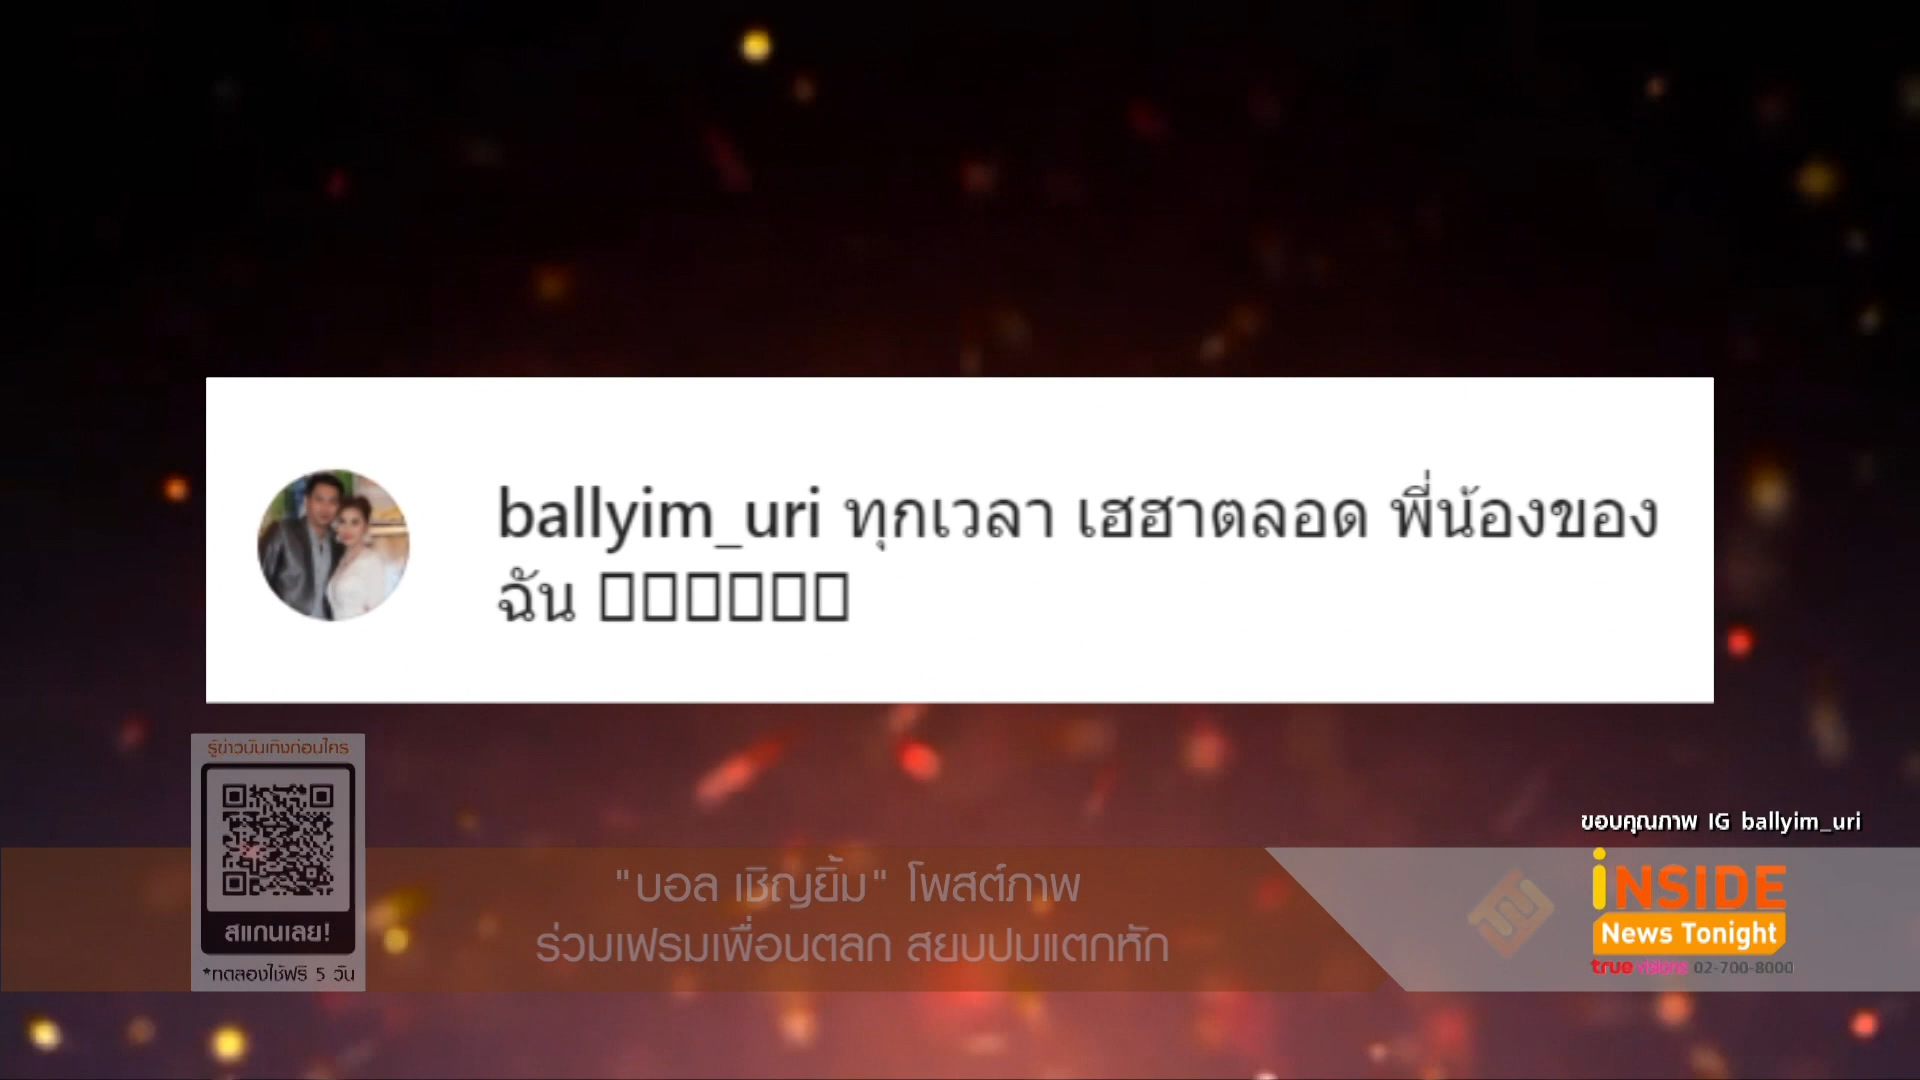 ballyim_uri ทุกเวลา เฮฮาตลอด พี่น้องของ
ฉัน □□□□□□
รู้ข่าวบันเทิงก่อนใคร
สแกนเลย!
*ทดลองใช้ฟรี 5 วัน
"บอล เชิญยิ้ม" โพสต์ภาพ
ร่วมเฟรมเพื่อนตลก สยบปมแตกหัก
ขอบคุณภาพ IG ballyim_uri
iNSIDE
News Tonight
true visions 02-700-8000